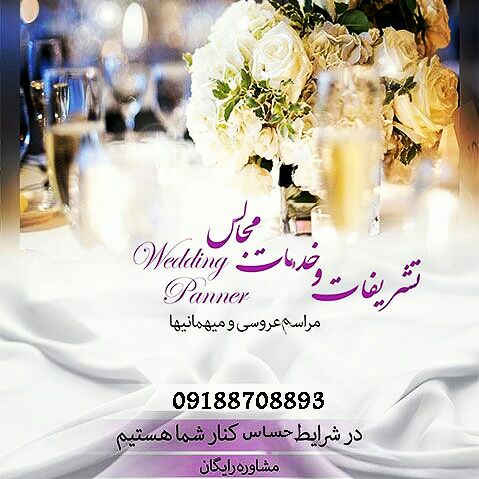 تشریفات و خدمات مجالس
Wedding
Panner
مراسم عروسی و میهمانیها
09188708893
در شرایط حساس کنار شما هستیم
مشاوره رایگان